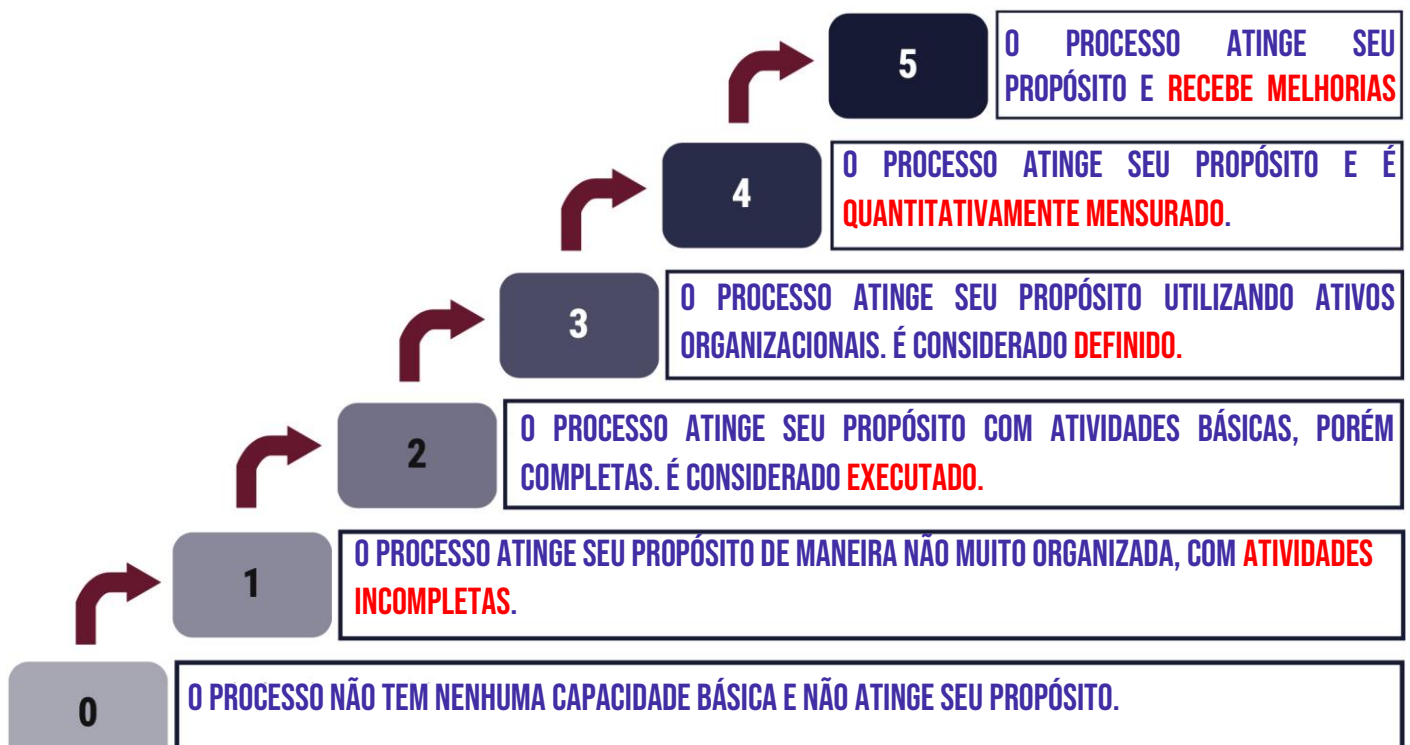 5
O PROCESSO ATINGE SEU
PROPÓSITO E RECEBE MELHORIAS
4
O PROCESSO ATINGE SEU PROPÓSITO E É
QUANTITATIVAMENTE MENSURADO.
3
O PROCESSO ATINGE SEU PROPÓSITO UTILIZANDO ATIVOS
ORGANIZACIONAIS. É CONSIDERADO DEFINIDO.
2
O PROCESSO ATINGE SEU PROPÓSITO COM ATIVIDADES BÁSICAS, PORÉM
COMPLETAS. É CONSIDERADO EXECUTADO.
1
O PROCESSO ATINGE SEU PROPÓSITO DE MANEIRA NÃO MUITO ORGANIZADA, COM ATIVIDADES
INCOMPLETAS.
0
O PROCESSO NÃO TEM NENHUMA CAPACIDADE BÁSICA E NÃO ATINGE SEU PROPÓSITO.